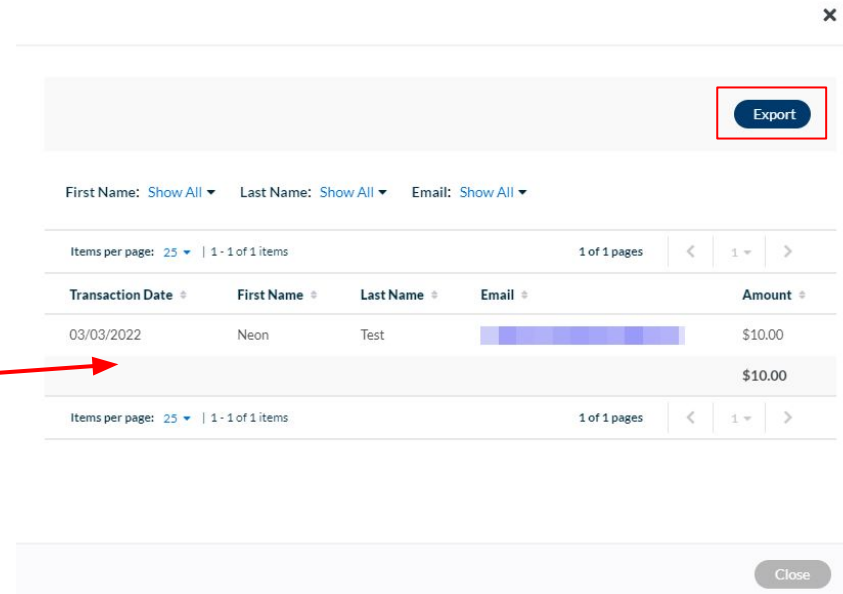 Export
First Name: Show All Last Name: Show All Email: Show All
Items per page: 25 | 1 - 1 of 1 items 1 of 1 pages 1
Transaction Date First Name Last Name Email Amount
03/03/2022 Neon Test $10.00
$10.00
Items per page: 25 | 1 - 1 of 1 items 1 of 1 pages 1
Close